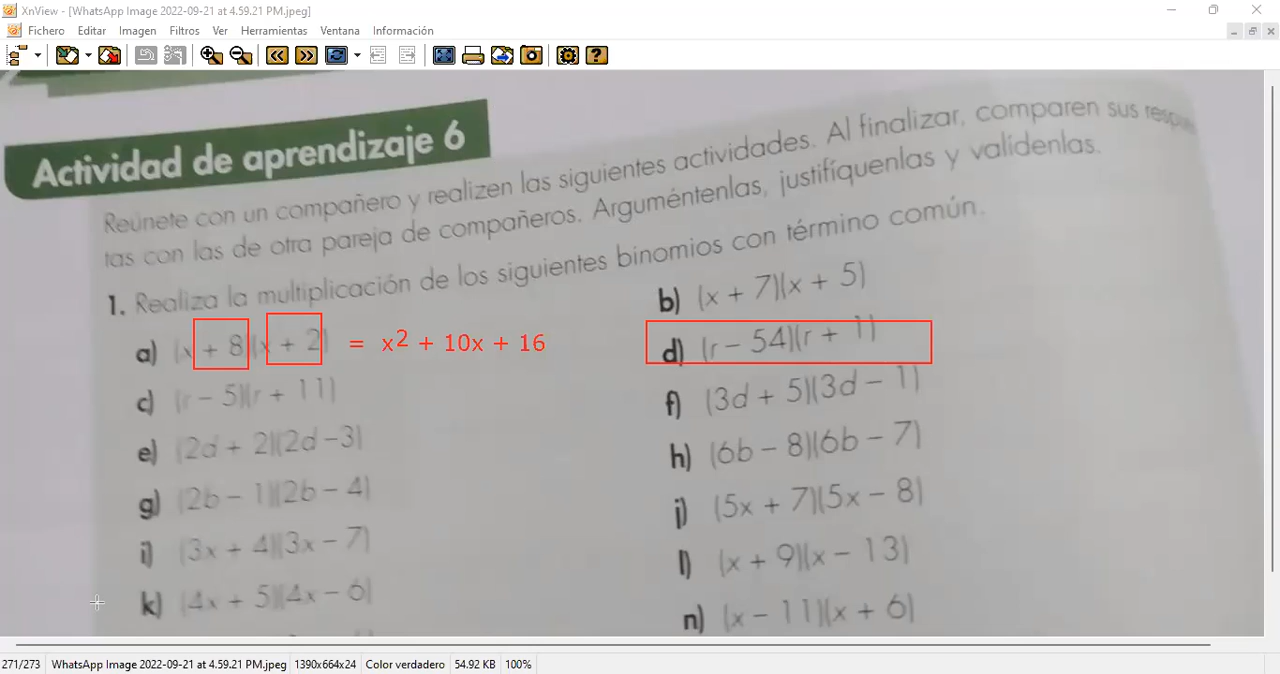 XnView - [WhatsApp Image 2022-09-21 at 4.59.21 PM.jpeg]
Fichero Editar Imagen Filtros Ver Herramientas Ventana Información
Actividad de aprendizaje 6
Reúnete con un compañero y realizen las siguientes actividades. Al finalizar, comparen sus respues
tas con las de otra pareja de compañeros. Arguméntenlas, justifíquenlas y valídenlas.
1. Realiza la multiplicación de los siguientes binomios con término común.
a) (x + 8)(x + 2) = x² + 10x + 16
b) (x + 7)(x + 5)
c) (r – 5)(r + 11)
d) (r – 54)(r + 1)
e) (2d + 2)(2d –3)
f) (3d + 5)(3d – 1)
g) (2b – 1)(2b – 4)
h) (6b – 8)(6b – 7)
i) (3x + 4)(3x – 7)
j) (5x + 7)(5x – 8)
k) (4x + 5)(4x – 6)
l) (x + 9)(x – 13)
n) (x – 11)(x + 6)
271/273 WhatsApp Image 2022-09-21 at 4.59.21 PM.jpeg 1390x664x24 Color verdadero 54.92 KB 100%